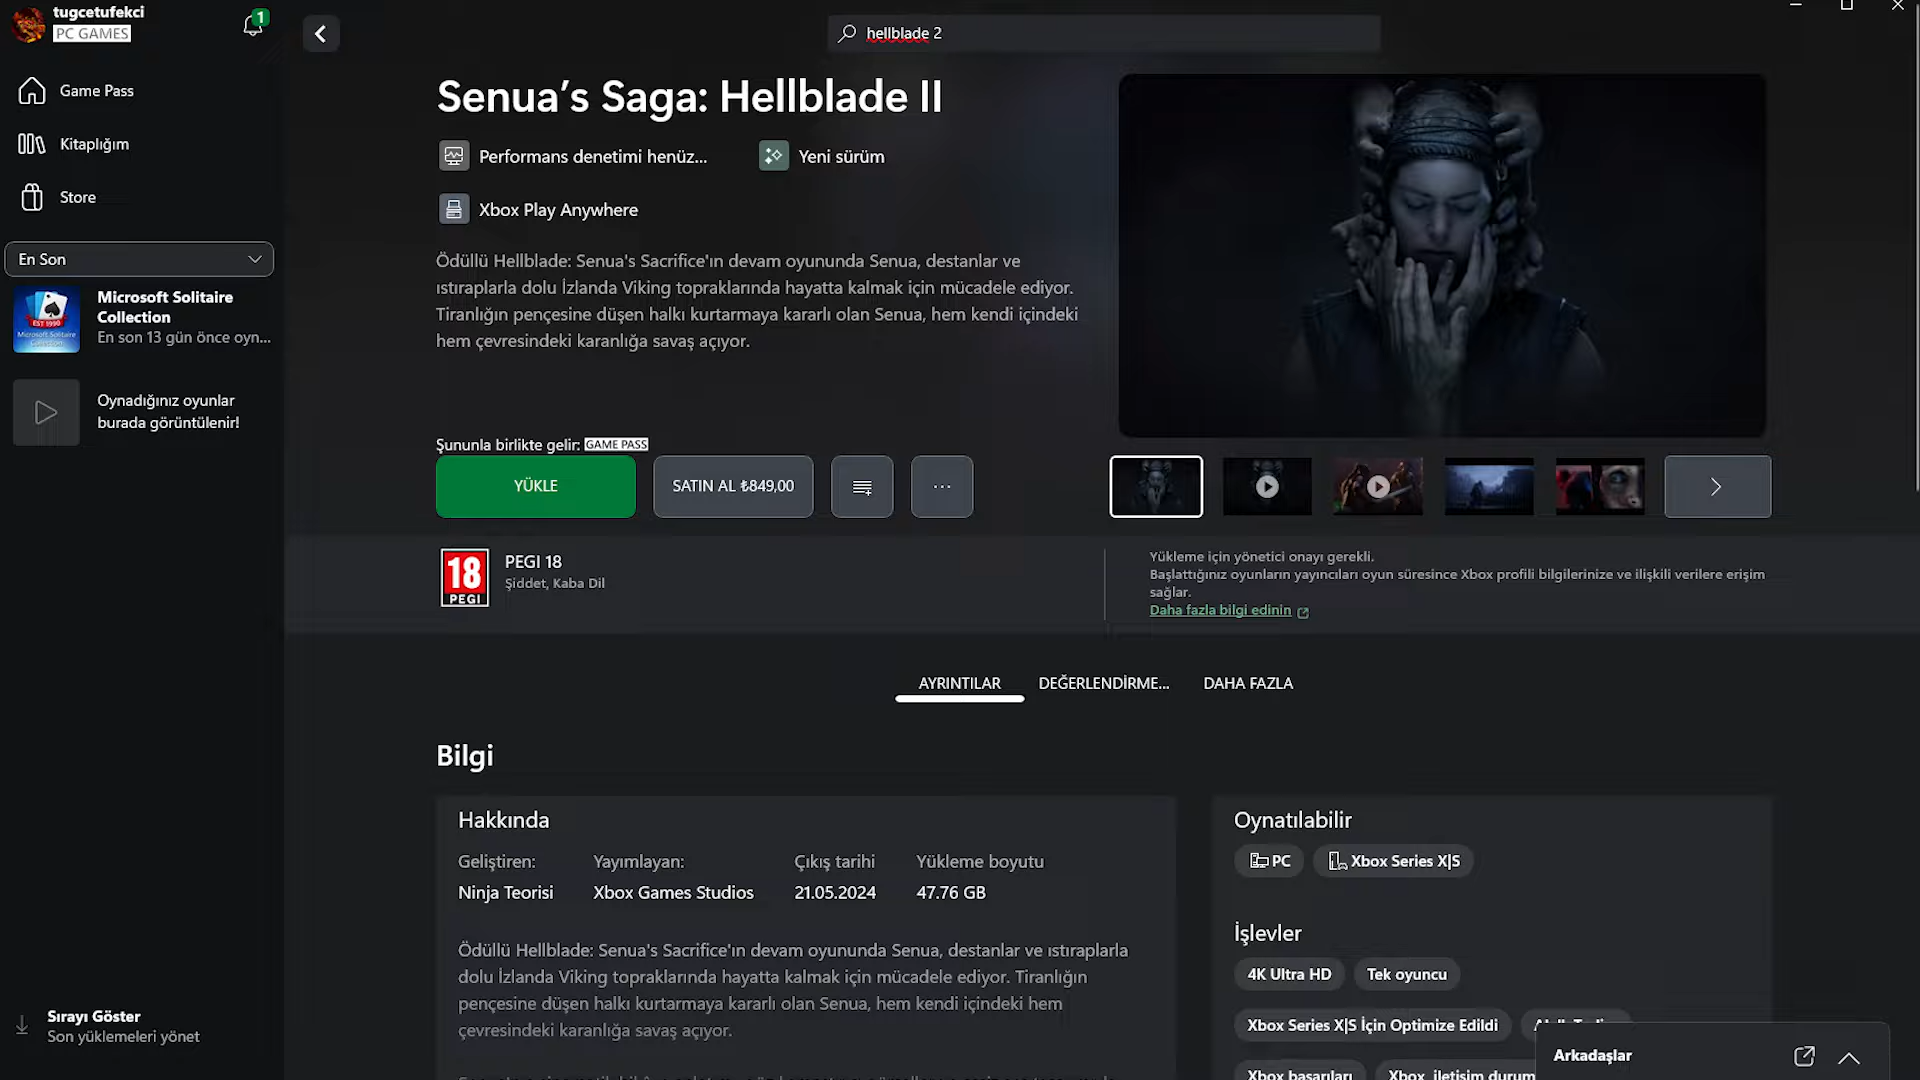 tugcetufekci
PC GAMES
1
hellblade 2
Game Pass
Kitaplığım
Store
En Son
Microsoft Solitaire
Collection
En son 13 gün önce oyn...
Oynadığınız oyunlar
burada görüntülenir!
Sırayı Göster
Son yüklemeleri yönet
Senua’s Saga: Hellblade II
Performans denetimi henüz...
Yeni sürüm
Xbox Play Anywhere
Ödüllü Hellblade: Senua's Sacrifice'ın devam oyununda Senua, destanlar ve
ıstıraplarla dolu İzlanda Viking topraklarında hayatta kalmak için mücadele ediyor.
Tiranlığın pençesine düşen halkı kurtarmaya kararlı olan Senua, hem kendi içindeki
hem çevresindeki karanlığa savaş açıyor.
Şununla birlikte gelir: GAME PASS
YÜKLE
SATIN AL ₺849,00
18
PEGI
PEGI 18
Şiddet, Kaba Dil
Yükleme için yönetici onayı gerekli.
Başlattığınız oyunların yayıncıları oyun süresince Xbox profili bilgilerinize ve ilişkili verilere erişim
sağlar.
Daha fazla bilgi edinin
AYRINTILAR
DEĞERLENDİRME...
DAHA FAZLA
Bilgi
Hakkında
Geliştiren:
Yayımlayan:
Çıkış tarihi
Yükleme boyutu
Ninja Teorisi
Xbox Games Studios
21.05.2024
47.76 GB
Ödüllü Hellblade: Senua's Sacrifice'ın devam oyununda Senua, destanlar ve ıstıraplarla
dolu İzlanda Viking topraklarında hayatta kalmak için mücadele ediyor. Tiranlığın
pençesine düşen halkı kurtarmaya kararlı olan Senua, hem kendi içindeki hem
çevresindeki karanlığa savaş açıyor.
Oynatılabilir
PC
Xbox Series X|S
İşlevler
4K Ultra HD
Tek oyuncu
Xbox Series X|S İçin Optimize Edildi
Xbox başarıları
Xbox iletişim durum
Arkadaşlar